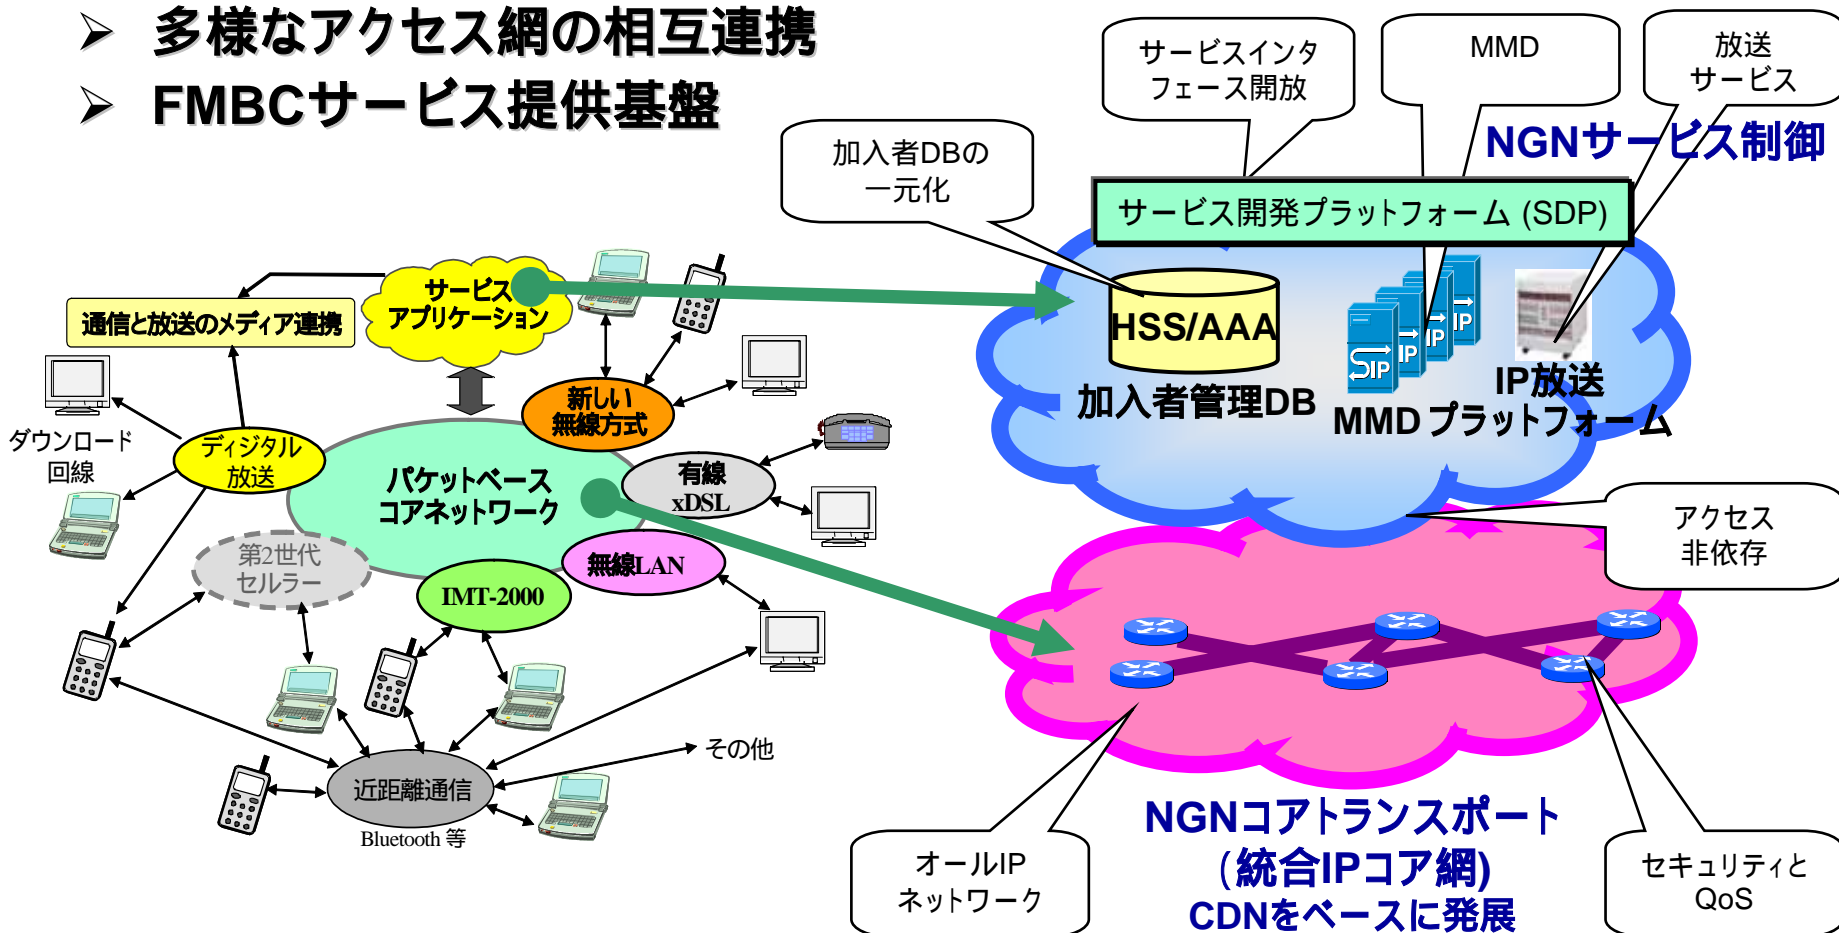 ➢ 多様なアクセス網の相互連携
➢ FMBCサービス提供基盤
サービスインタ
フェース開放
MMD
放送
サービス
NGNサービス制御
加入者DBの
一元化
サービス開発プラットフォーム (SDP)
サービス
アプリケーション
通信と放送のメディア連携
HSS/AAA
IP
IP
IP
IP
加入者管理DB
IP放送
MMD プラットフォーム
新しい
無線方式
ダウンロード
回線
ディジタル
放送
パケットベース
コアネットワーク
有線
xDSL
第2世代
セルラー
無線LAN
IMT-2000
アクセス
非依存
その他
近距離通信
Bluetooth 等
NGNコアトランスポート
(統合IPコア網)
CDNをベースに発展
オールIP
ネットワーク
セキュリティと
QoS